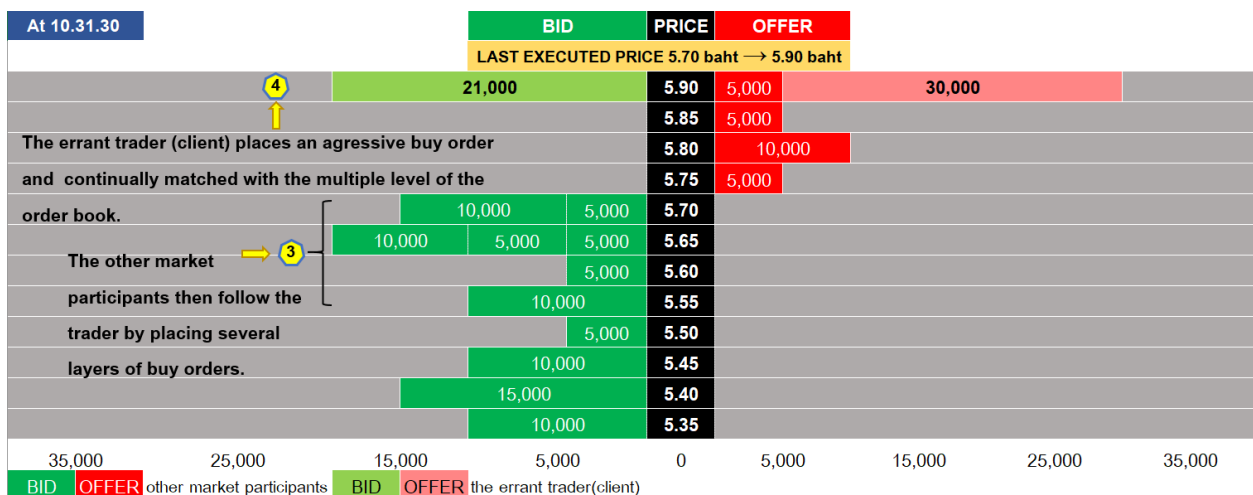 At 10.31.30 BID PRICE OFFER
LAST EXECUTED PRICE 5.70 baht → 5.90 baht
4 21,000 5.90 5,000 30,000
5.85 5,000
The errant trader (client) places an agressive buy order 5.80 10,000
and continually matched with the multiple level of the 5.75 5,000
order book. 10,000 5,000 5.70
3 10,000 5,000 5,000 5.65
The other market 5,000 5.60
participants then follow the 10,000 5.55
trader by placing several 5,000 5.50
layers of buy orders. 10,000 5.45
15,000 5.40
10,000 5.35
35,000 25,000 15,000 5,000 0 5,000 15,000 25,000 35,000
BID OFFER other market participants BID OFFER the errant trader(client)